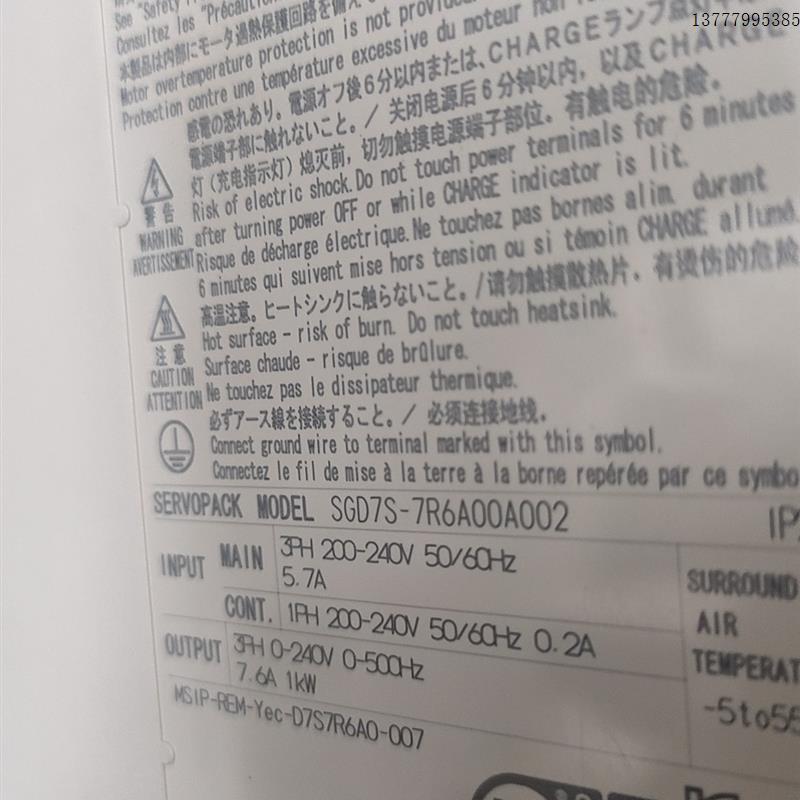 13777995385
See "Safety
Consultez les "Précaution
本製品は内部にモータ過熱保護回路を備え
Motor overtemperature protection is not provided
Protection contre une température excessive du moteur non
感電の恐れあり。電源オフ後6分以内または、CHARGEランプ
電源端子部に触れないこと。/ 关闭电源后6分钟以内，以及CHARGE
灯(充电指示灯)熄灭前，切勿触摸电源端子部位。有触电的危险。
Risk of electric shock. Do not touch power terminals for 6 minutes
after turning power OFF or while CHARGE indicator is lit.
Risque de décharge électrique. Ne touchez pas bornes alim. durant
6 minutes qui suivent mise hors tension ou si témoin CHARGE allumé.
警告
WARNING
AVERTISSEMENT
高温注意。ヒートシンクに触らないこと。/请勿触摸散热片。有烫伤的危险
Hot surface - risk of burn. Do not touch heatsink.
Surface chaude - risque de brûlure.
Ne touchez pas le dissipateur thermique.
注意
CAUTION
ATTENTION
必ずアース線を接続すること。/ 必须连接地线.
Connect ground wire to terminal marked with this symbol.
Connectez le fil de mise à la terre à la borne repérée par ce symbo
SERVOPACK MODEL SGD7S-7R6A00A002
INPUT MAIN 3PH 200-240V 50/60Hz
5.7A
CONT. 1PH 200-240V 50/60Hz 0.2A
OUTPUT 3PH 0-240V 0-500Hz
7.6A 1kW
MSIP-REM-Yec-D7S7R6A0-007
IP
SURROUND
AIR
TEMPERAT
-5to55